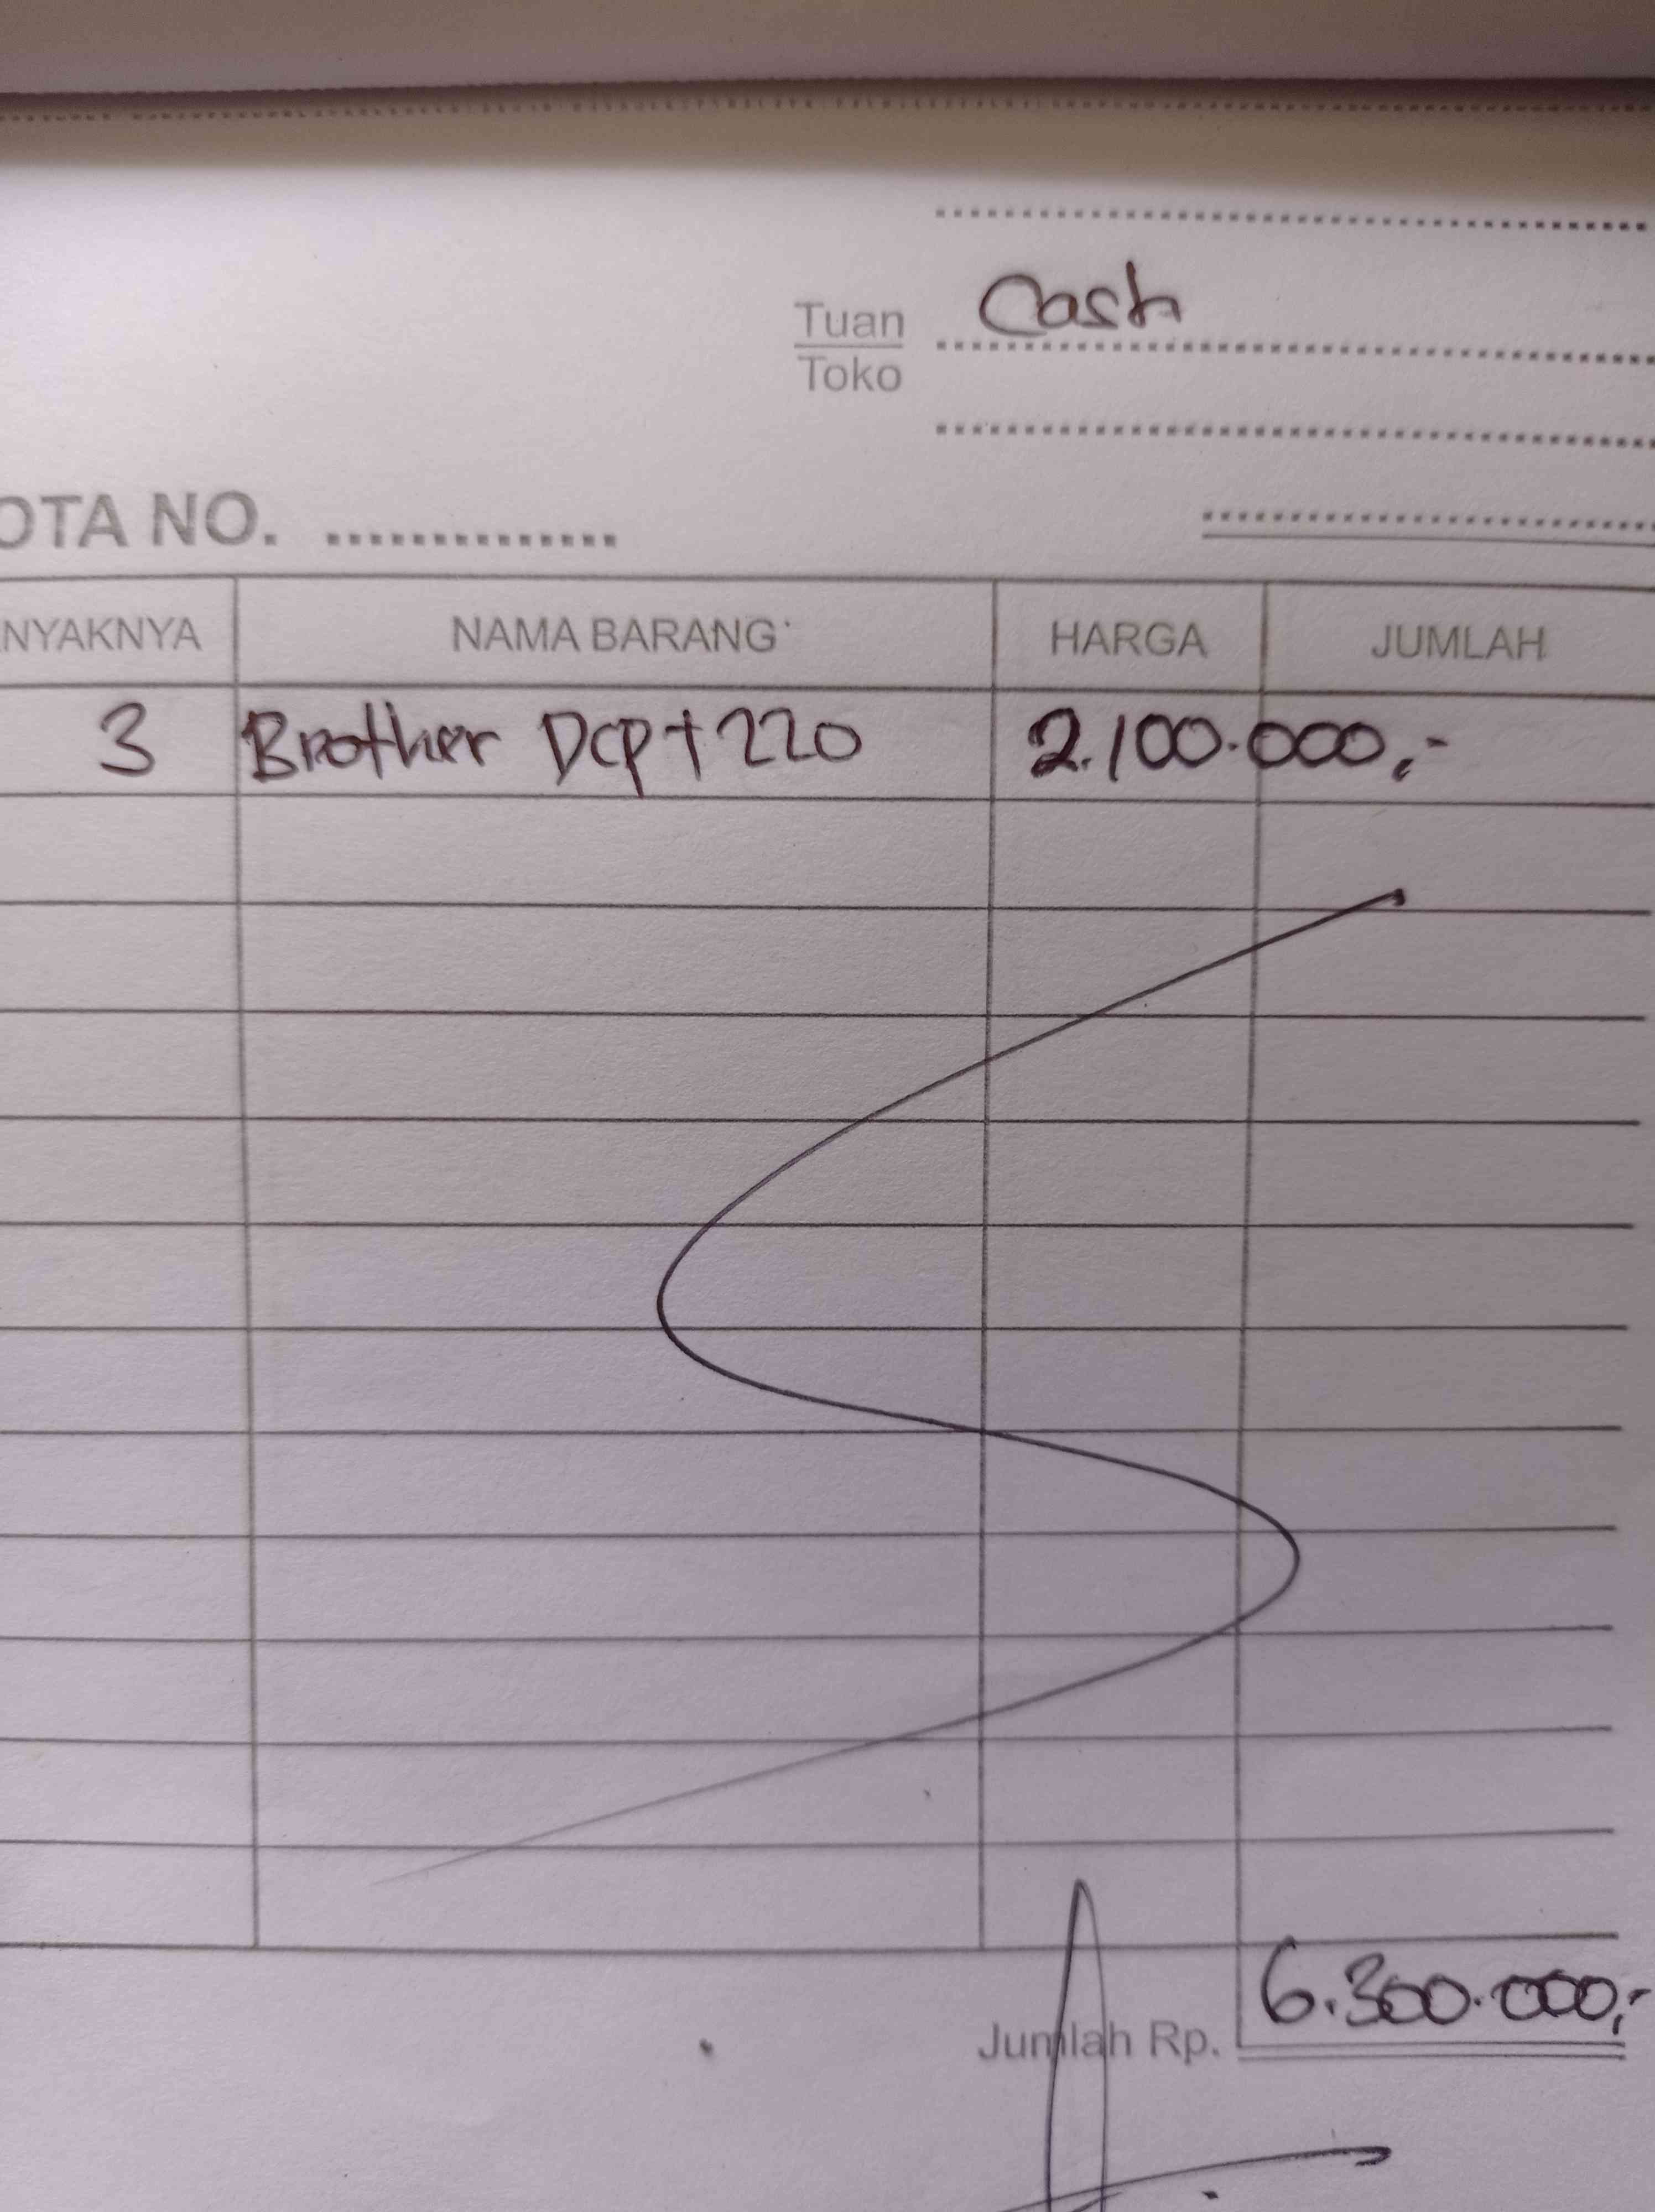 Cash
Tuan
Toko
OTA NO. ..............
NYAKNYA NAMA BARANG HARGA JUMLAH
3 Brother Dcp t 220 2.100.000,-
Jumlah Rp. 6.300.000,-